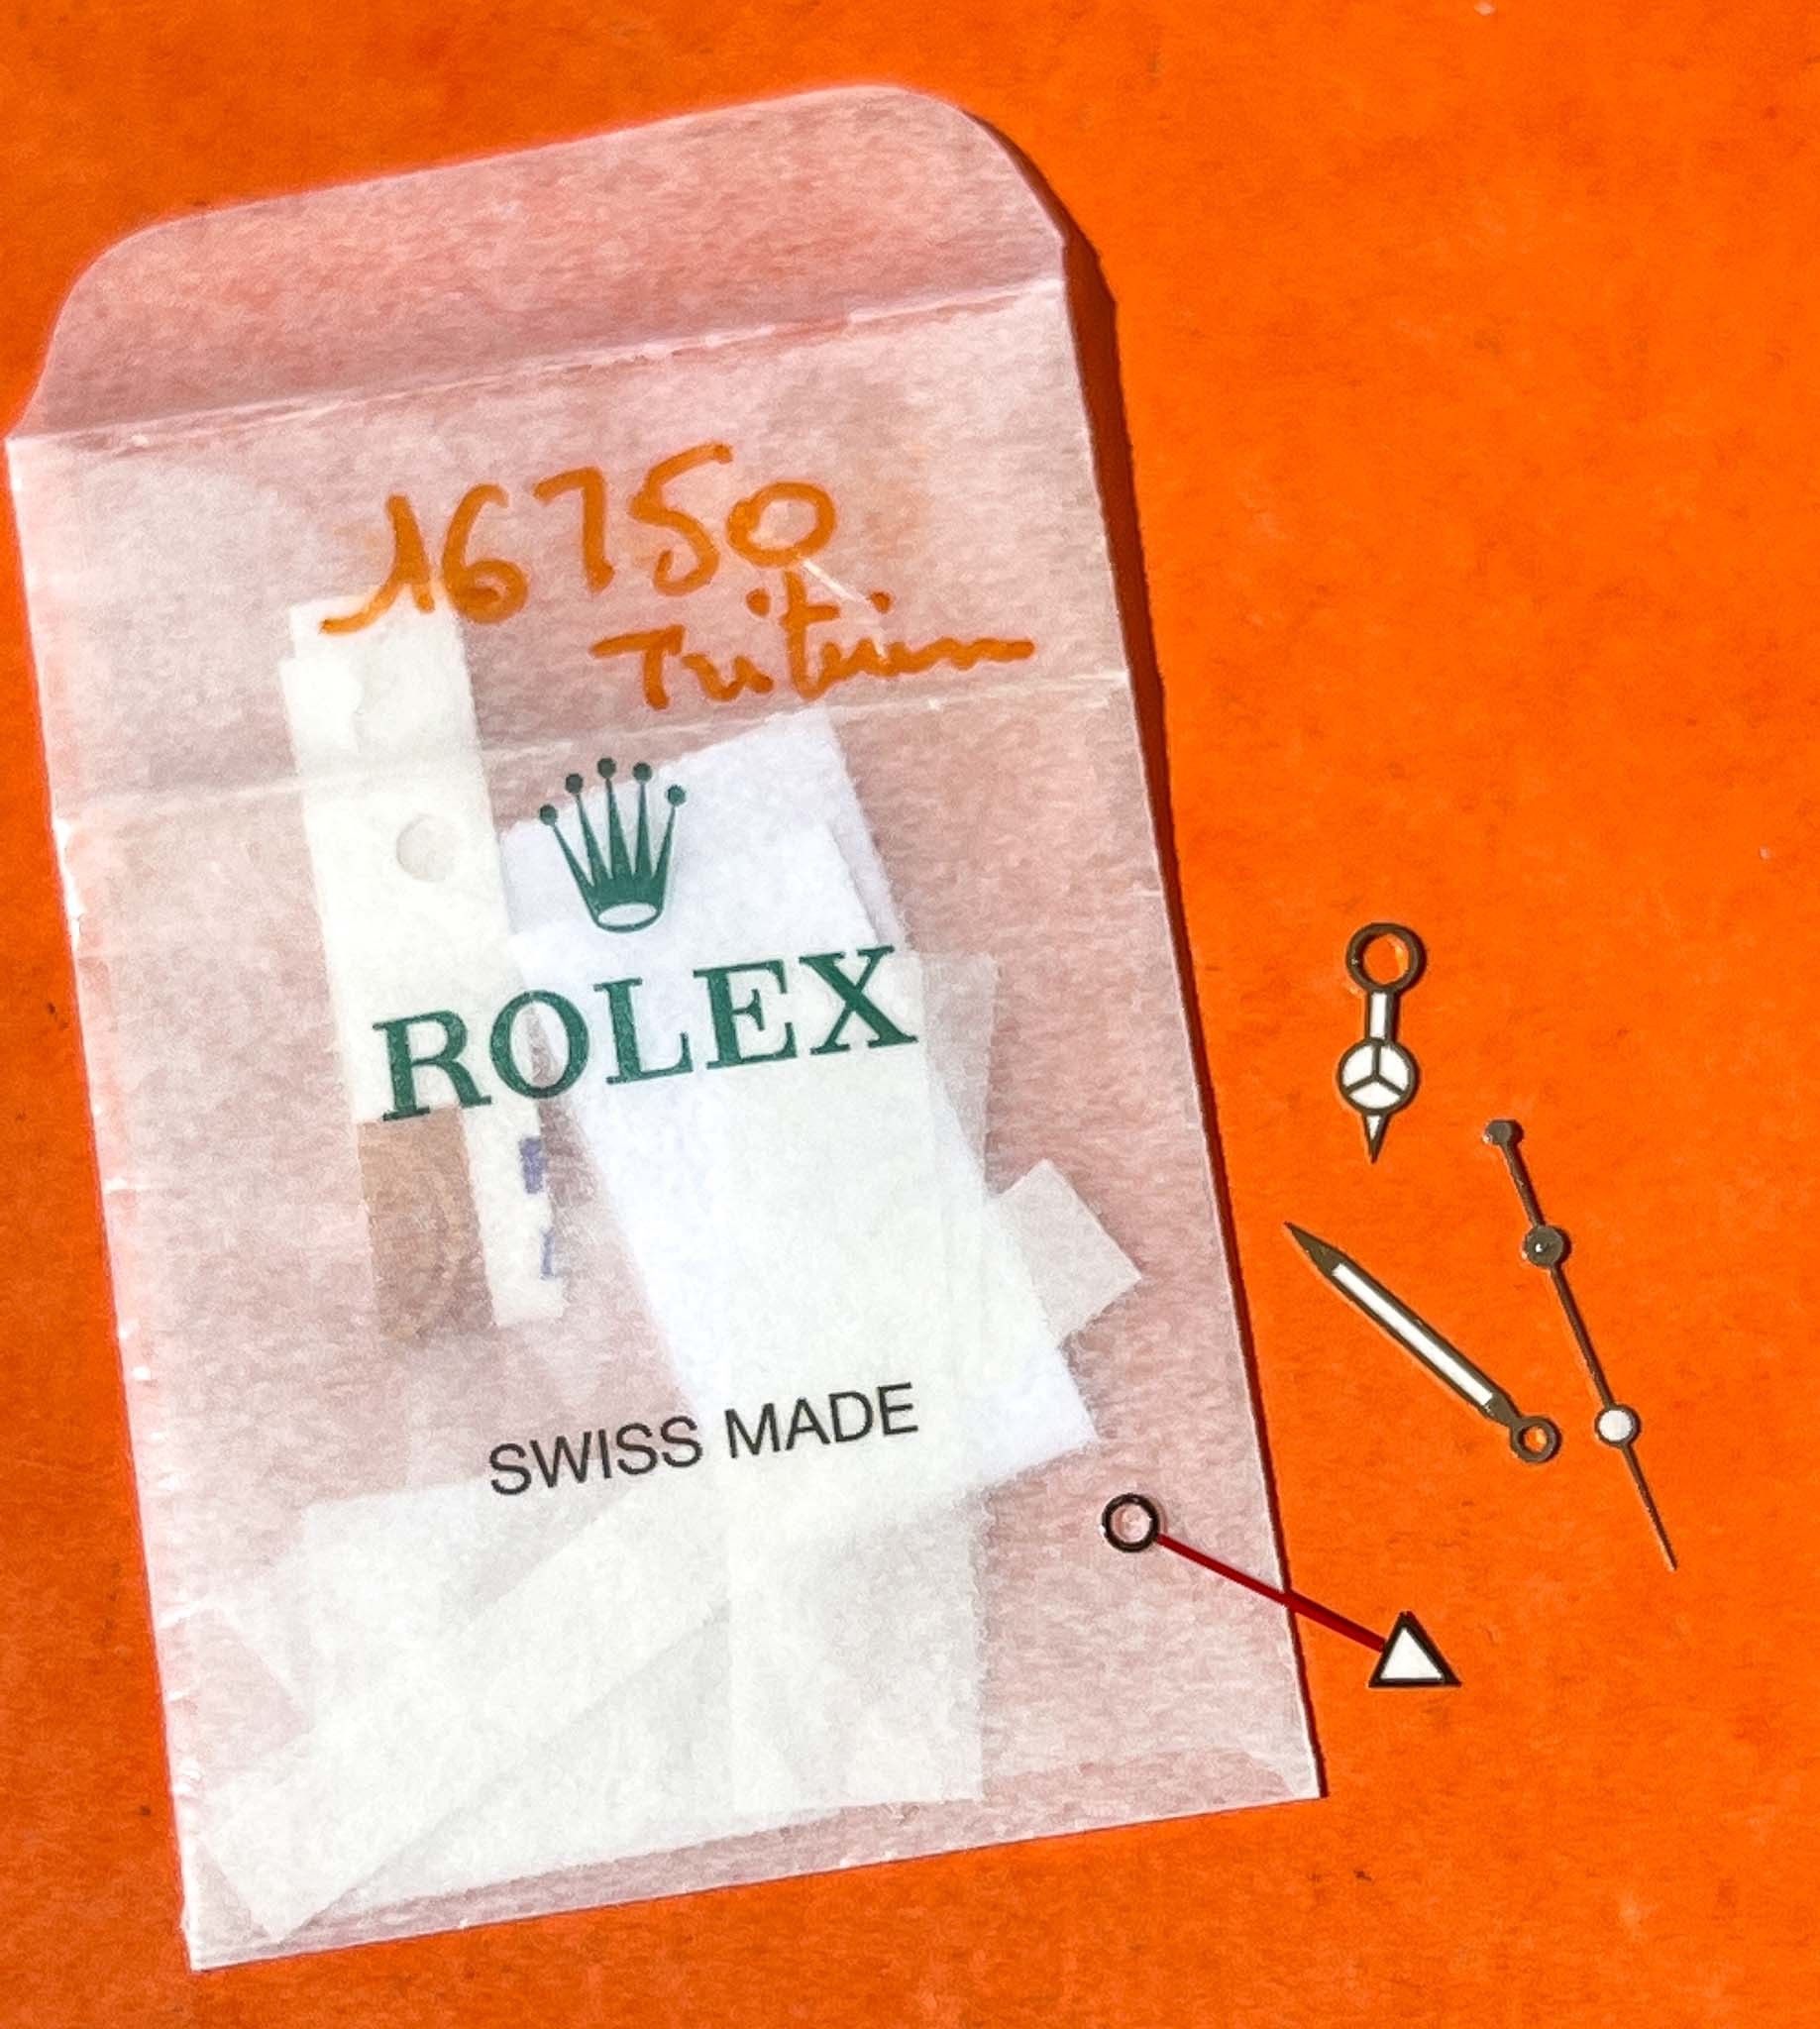 16750
Tritium
ROLEX
SWISS MADE